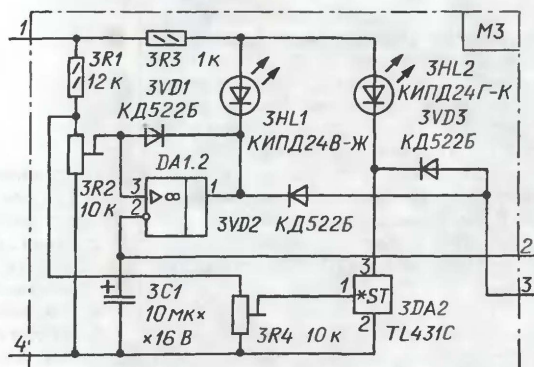 1
М3
3R1
12 к
3R3 1к
3HL2
КИПД24Г-К
3VD1
КД522Б
3HL1
КИПД24В-Ж
3VD3
КД522Б
DA1.2
3
2
▷∞
1
3R2
10 к
3VD2 КД522Б
2
3
+
3C1
10 мк×
×16 В
3R4 10 к
1
3
*ST
2
3DA2
TL431C
4